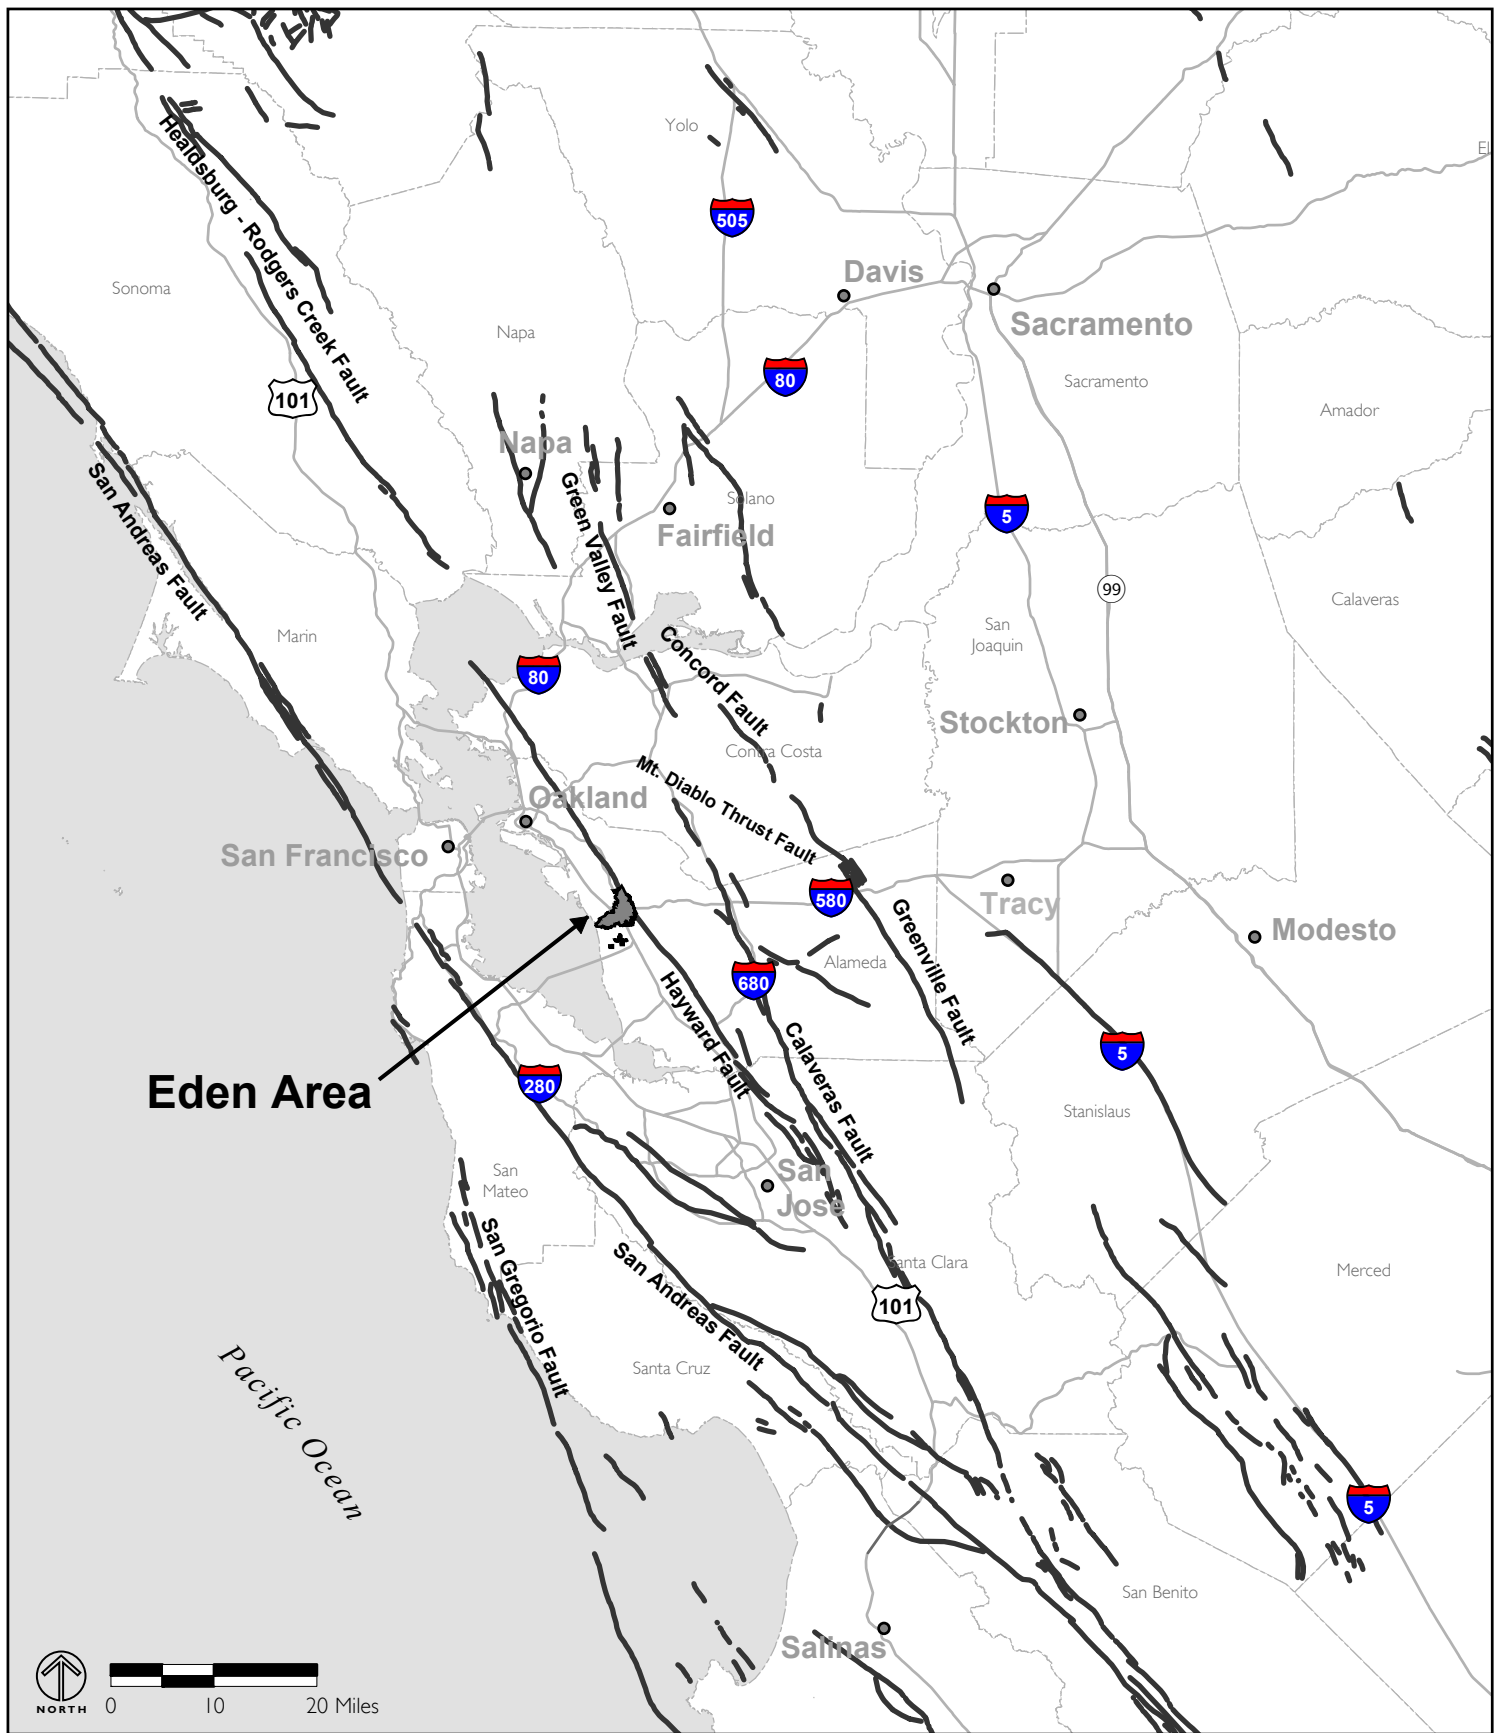 Yolo
El
Healdsburg - Rodgers Creek Fault
505
Davis
Sonoma
Sacramento
Napa
80
Sacramento
101
Amador
Napa
San Andreas Fault
Green Valley Fault
Solano
5
Fairfield
99
Calaveras
Marin
San
Joaquin
Concord Fault
80
Stockton
Contra Costa
Mt. Diablo Thrust Fault
Oakland
San Francisco
580
Tracy
Greenville Fault
Modesto
Alameda
680
Hayward Fault
Calaveras Fault
5
Eden Area
280
Stanislaus
San
Mateo
San
Jose
San Gregorio Fault
San Andreas Fault
Santa Clara
Merced
101
Pacific Ocean
Santa Cruz
5
San Benito
Salinas
NORTH
0 10 20 Miles